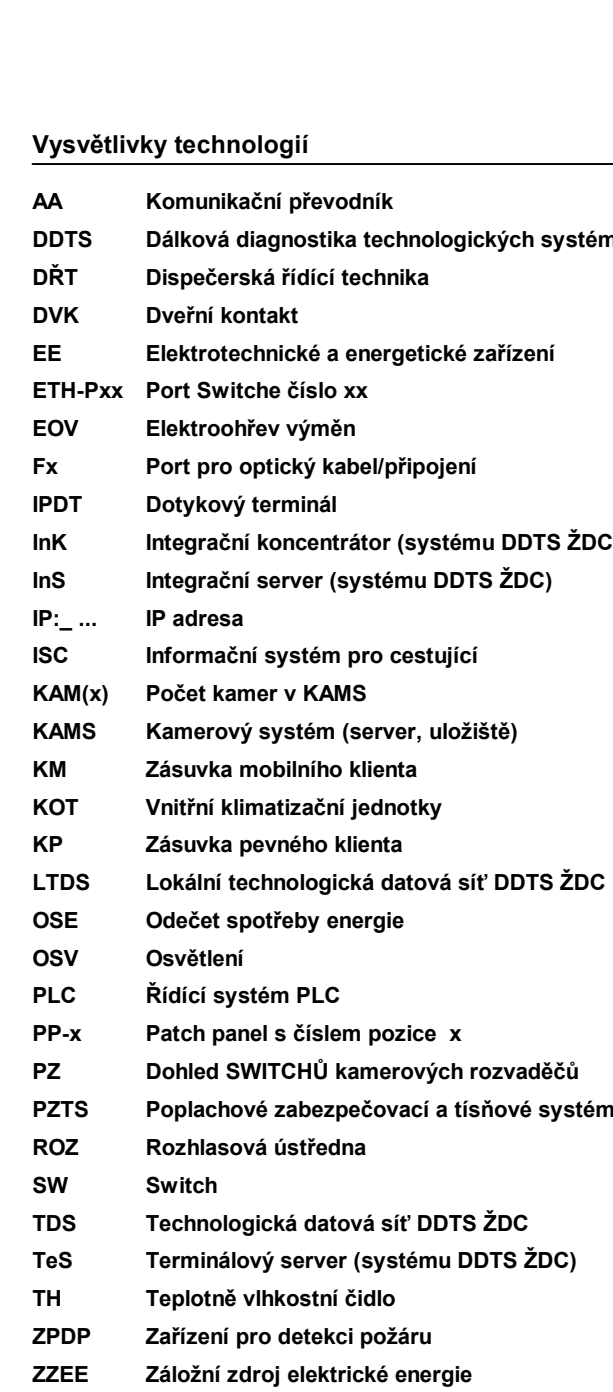 Vysvětlivky technologií
AA Komunikační převodník
DDTS Dálková diagnostika technologických systém
DŘT Dispečerská řídící technika
DVK Dveřní kontakt
EE Elektrotechnické a energetické zařízení
ETH-Pxx Port Switche číslo xx
EOV Elektroohřev výměn
Fx Port pro optický kabel/připojení
IPDT Dotykový terminál
InK Integrační koncentrátor (systému DDTS ŽDC
InS Integrační server (systému DDTS ŽDC)
IP:_ ... IP adresa
ISC Informační systém pro cestující
KAM(x) Počet kamer v KAMS
KAMS Kamerový systém (server, uložiště)
KM Zásuvka mobilního klienta
KOT Vnitřní klimatizační jednotky
KP Zásuvka pevného klienta
LTDS Lokální technologická datová síť DDTS ŽDC
OSE Odečet spotřeby energie
OSV Osvětlení
PLC Řídící systém PLC
PP-x Patch panel s číslem pozice x
PZ Dohled SWITCHŮ kamerových rozvaděčů
PZTS Poplachové zabezpečovací a tísňové systém
ROZ Rozhlasová ústředna
SW Switch
TDS Technologická datová síť DDTS ŽDC
TeS Terminálový server (systému DDTS ŽDC)
TH Teplotně vlhkostní čidlo
ZPDP Zařízení pro detekci požáru
ZZEE Záložní zdroj elektrické energie